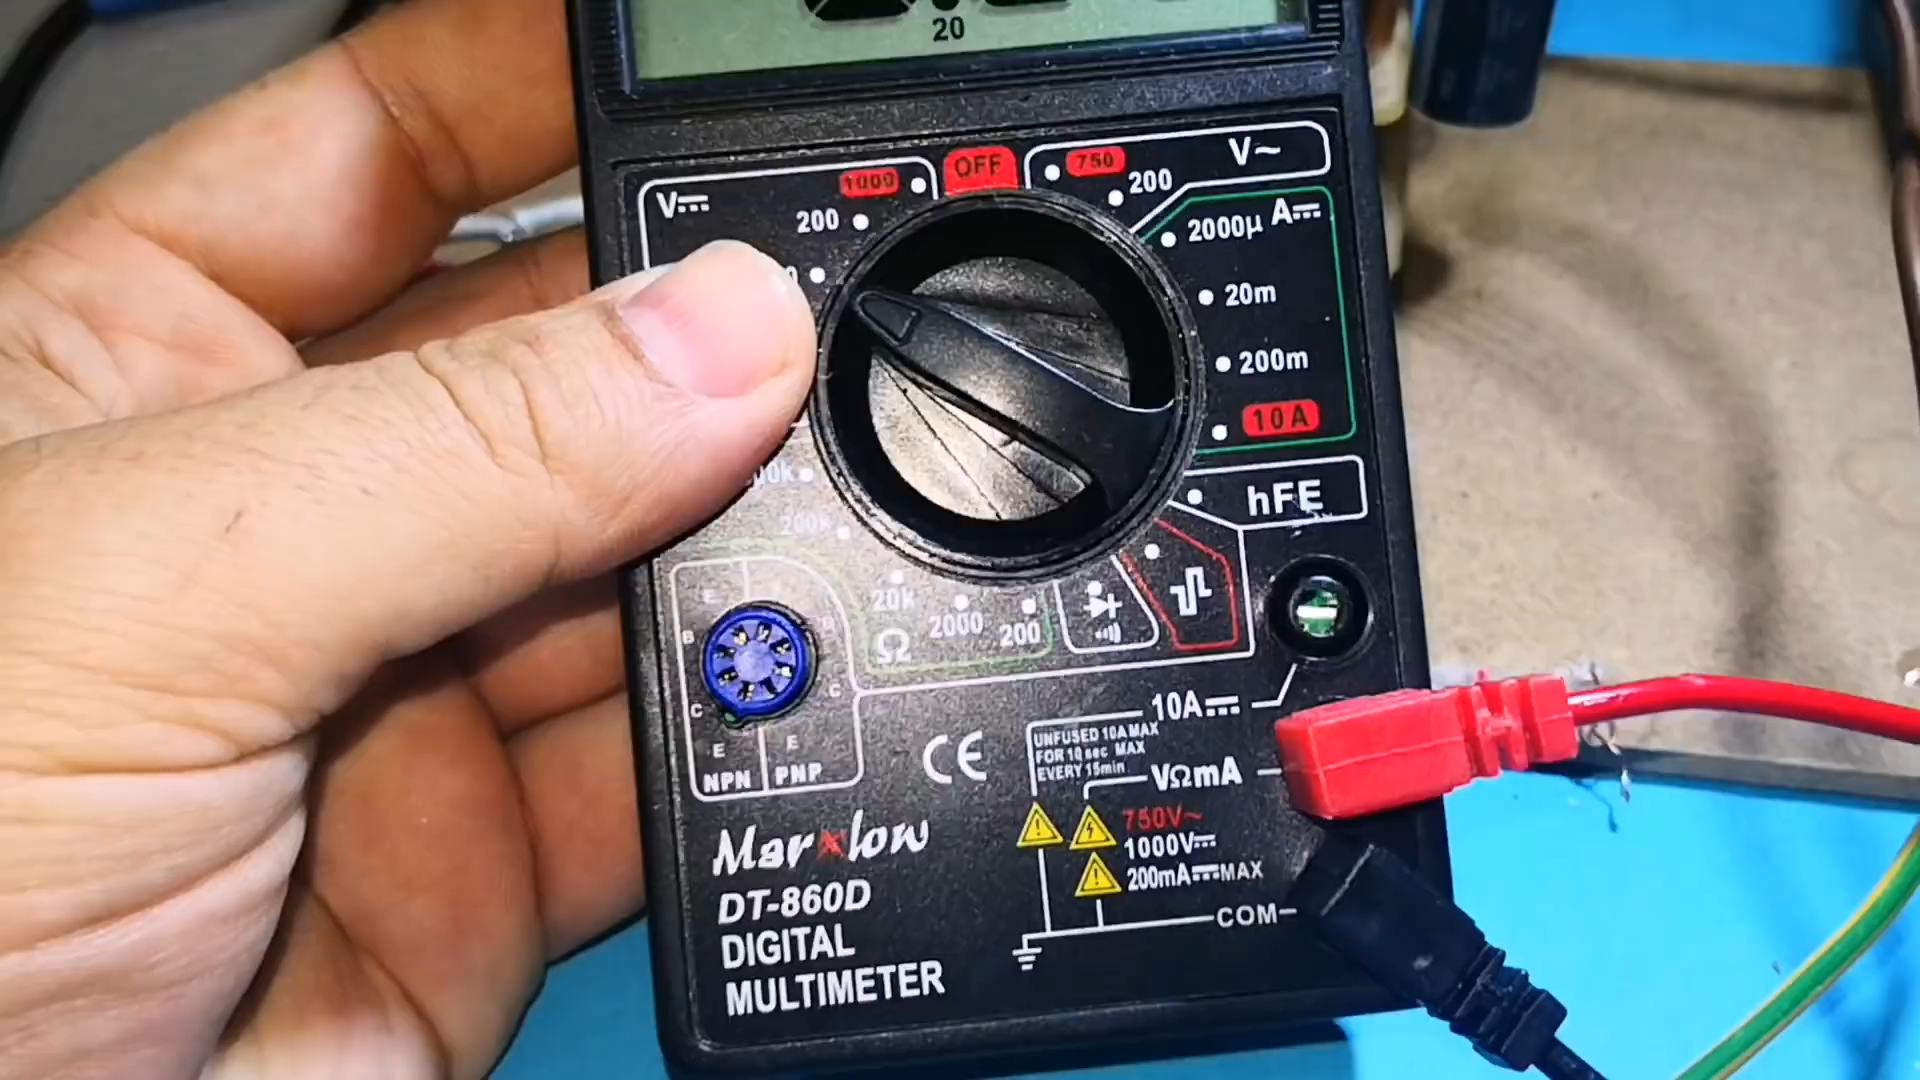 20
V⎓
1000
OFF
750
V~
200
200
2000µ
A⎓
20m
200m
10A
hFE
200k
20k
2000
200
Ω
E
B
B
C
C
E
E
NPN
PNP
CE
10A⎓
UNFUSED 10A MAX
FOR 10 sec MAX
EVERY 15min
VΩmA
750V~
1000V⎓
200mA⎓MAX
COM
Marxlow
DT-860D
DIGITAL
MULTIMETER